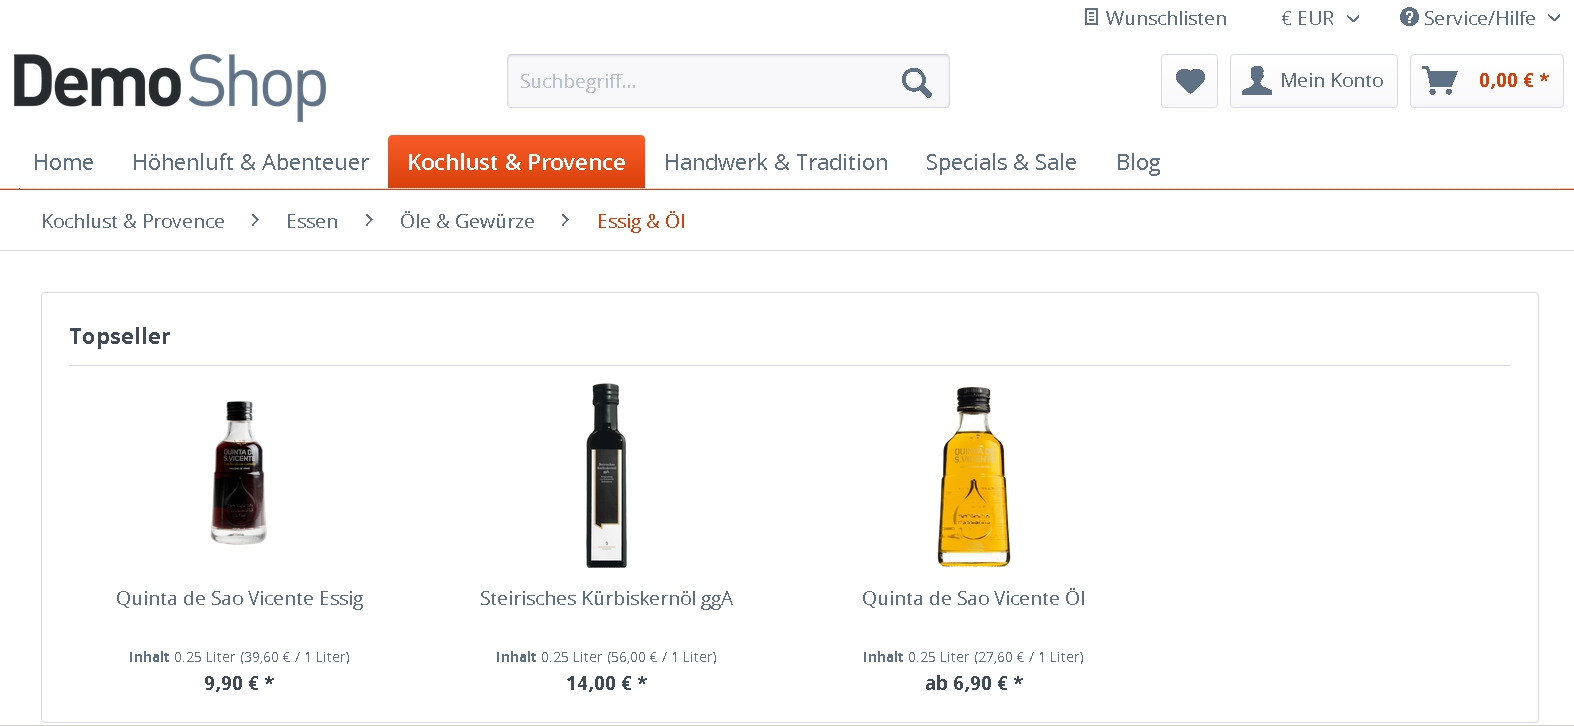 Wunschlisten € EUR Service/Hilfe
DemoShop
Suchbegriff...
Mein Konto
0,00 € *
Home Höhenluft & Abenteuer Kochlust & Provence Handwerk & Tradition Specials & Sale Blog
Kochlust & Provence Essen Öle & Gewürze Essig & Öl
Topseller
QUINTA DE
S. VICENTE
QUINTA DE
S. VICENTE
Quinta de Sao Vicente Essig
Steirisches Kürbiskernöl ggA
Quinta de Sao Vicente Öl
Inhalt 0.25 Liter (39,60 € / 1 Liter)
Inhalt 0.25 Liter (56,00 € / 1 Liter)
Inhalt 0.25 Liter (27,60 € / 1 Liter)
9,90 € *
14,00 € *
ab 6,90 € *